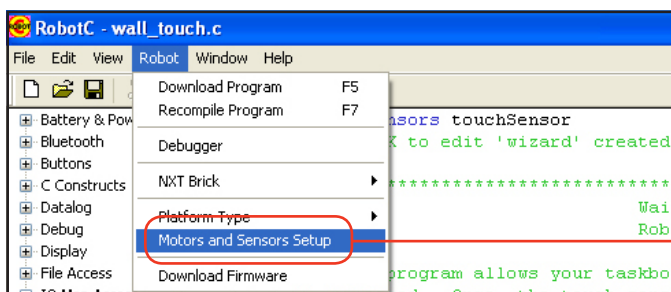 RobotC - wall_touch.c
File Edit View Robot Window Help
Download Program F5
Recompile Program F7
Debugger
NXT Brick
Platform Type
Motors and Sensors Setup
Download Firmware
Battery & Pow
Bluetooth
Buttons
C Constructs
Datalog
Debug
Display
File Access
nsors touchSensor
X to edit 'wizard' created
**************************
Wai
Rob
program allows your taskbo